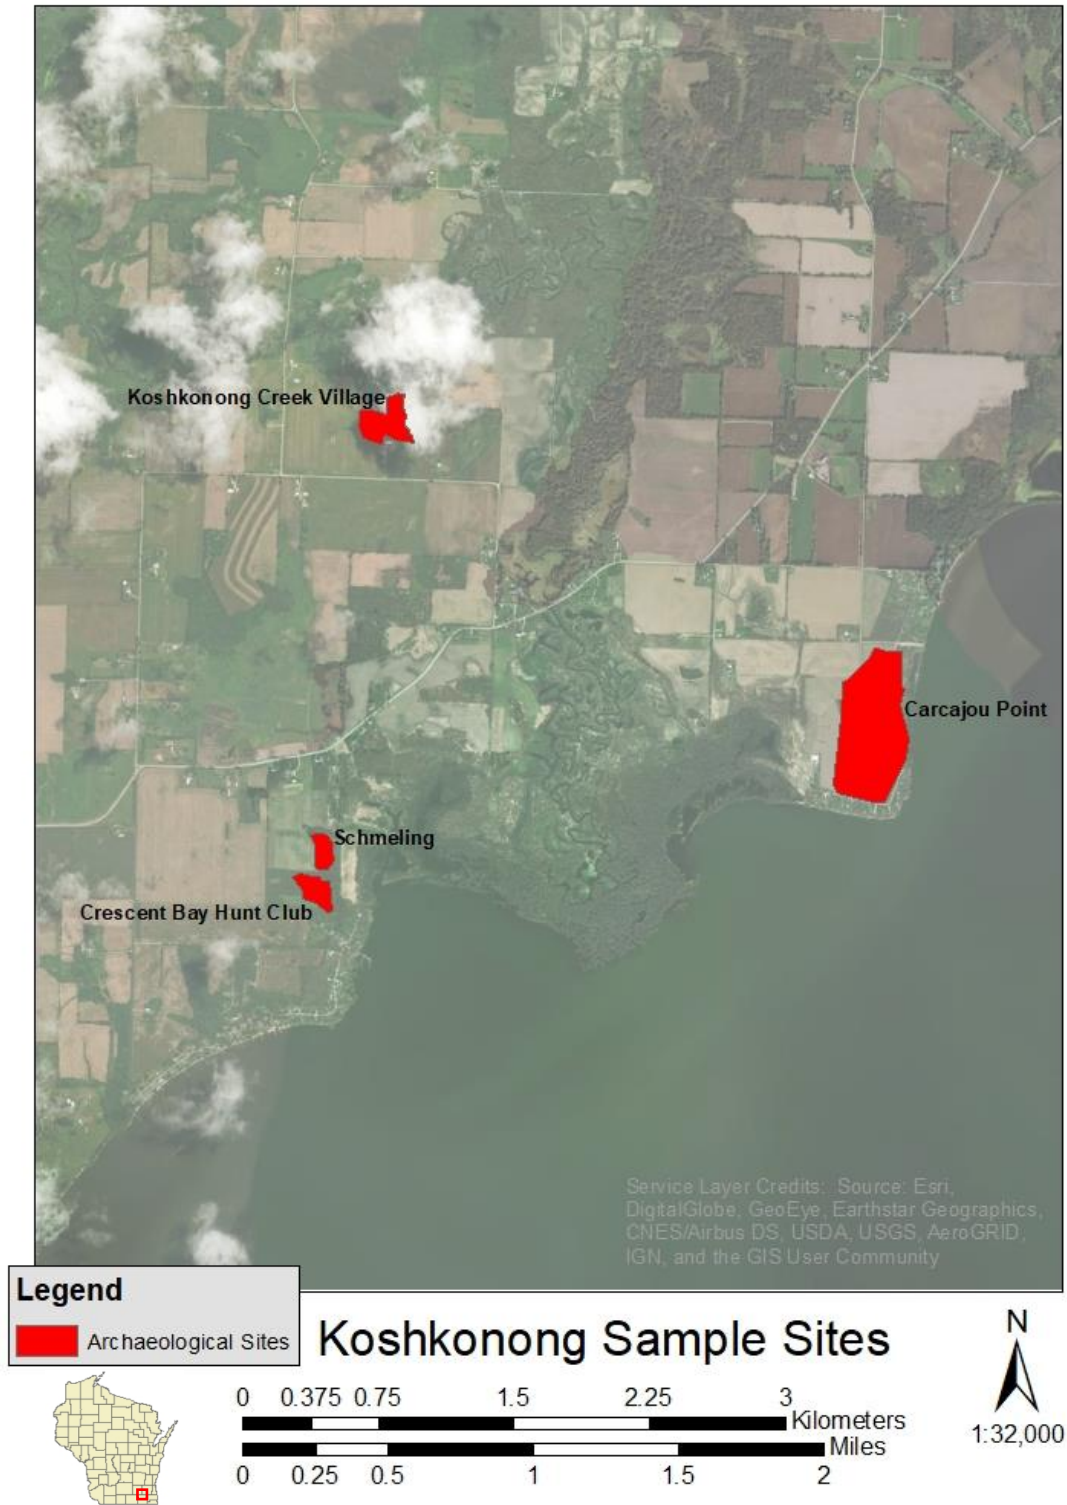 Koshkonong Creek Village
Carcajou Point
Schmeling
Crescent Bay Hunt Club
Service Layer Credits: Source: Esri,
DigitalGlobe, GeoEye, Earthstar Geographics,
CNES/Airbus DS, USDA, USGS, AeroGRID,
IGN, and the GIS User Community
Legend
Archaeological Sites
Koshkonong Sample Sites
N
1:32,000
0 0.375 0.75 1.5 2.25 3
Kilometers
Miles
0 0.25 0.5 1 1.5 2